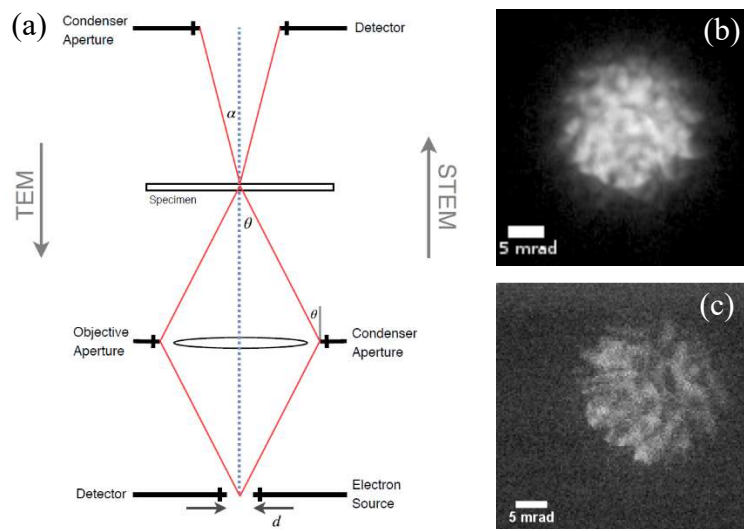 (a)
Condenser
Aperture
Detector
α
TEM
STEM
Specimen
θ
θ
Objective
Aperture
Condenser
Aperture
Detector
Electron
Source
d
(b)
5 mrad
(c)
5 mrad